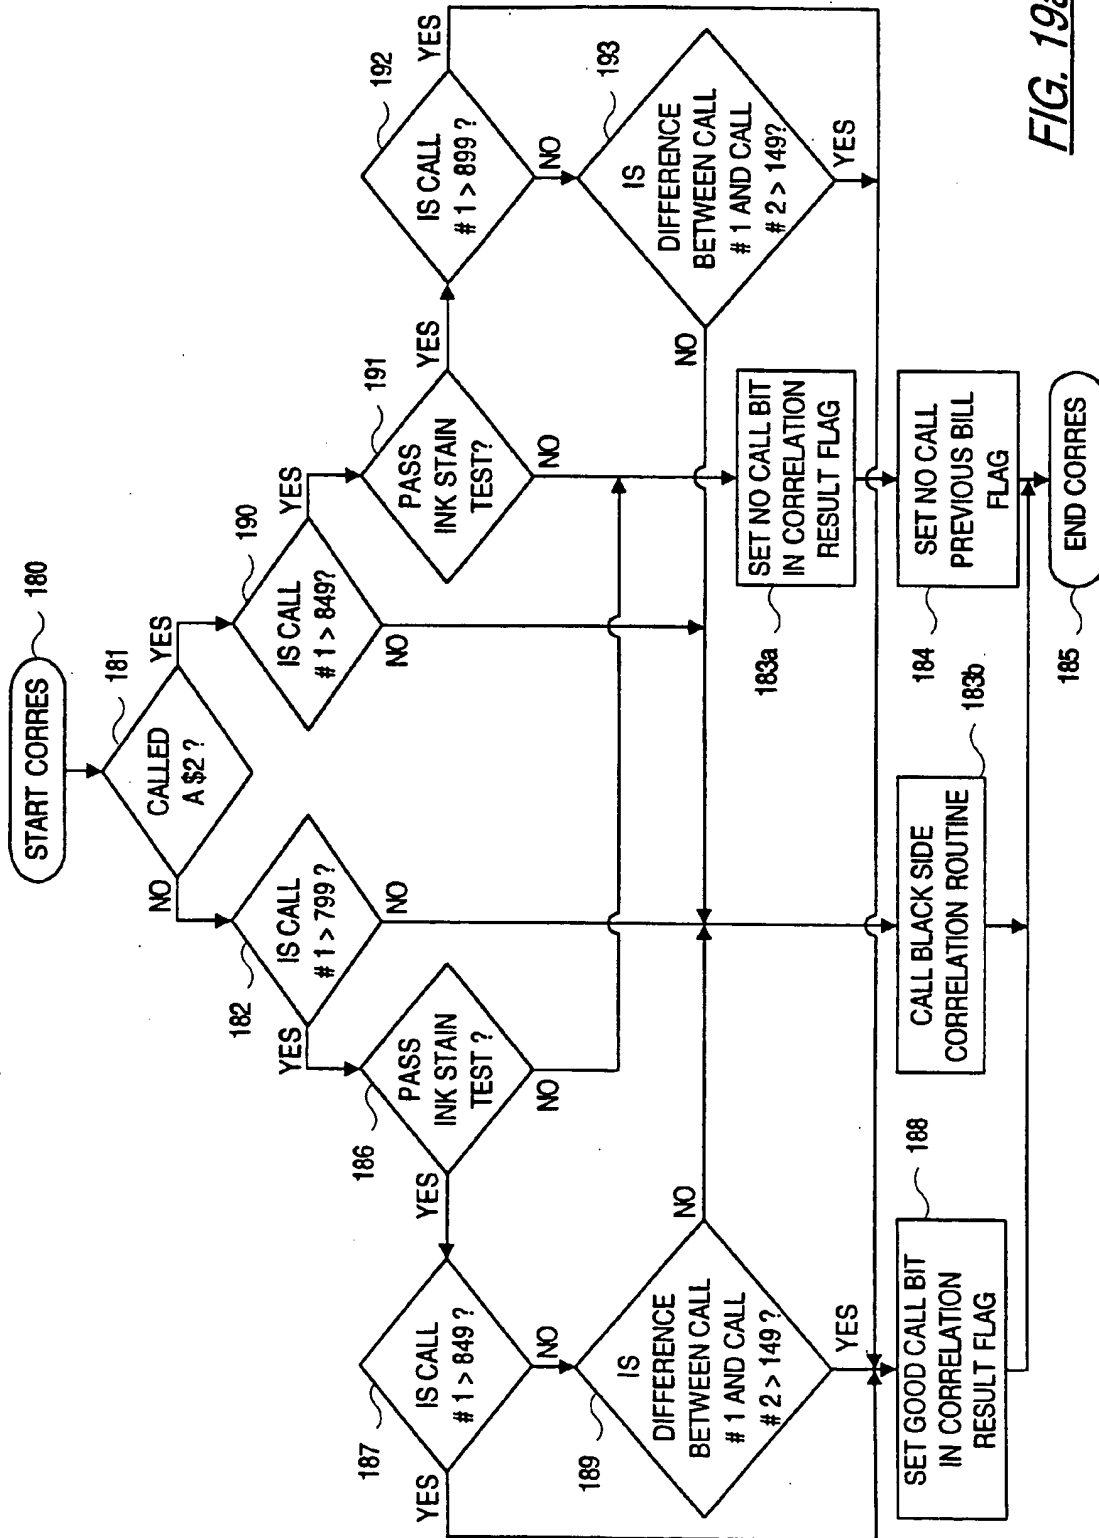 START CORRES
180
CALLED
A $2 ?
181
NO
YES
IS CALL
# 1 > 799 ?
182
YES
NO
IS CALL
# 1 > 849?
190
YES
NO
PASS
INK STAIN
TEST ?
186
YES
NO
PASS
INK STAIN
TEST?
191
YES
NO
IS CALL
# 1 > 849 ?
187
YES
NO
IS CALL
# 1 > 899 ?
192
YES
NO
IS
DIFFERENCE
BETWEEN CALL
# 1 AND CALL
# 2 > 149 ?
189
NO
YES
IS
DIFFERENCE
BETWEEN CALL
# 1 AND CALL
# 2 > 149?
193
NO
YES
SET NO CALL BIT
IN CORRELATION
RESULT FLAG
183a
SET GOOD CALL BIT
IN CORRELATION
RESULT FLAG
188
CALL BLACK SIDE
CORRELATION ROUTINE
183b
SET NO CALL
PREVIOUS BILL
FLAG
184
END CORRES
185
FIG. 19a